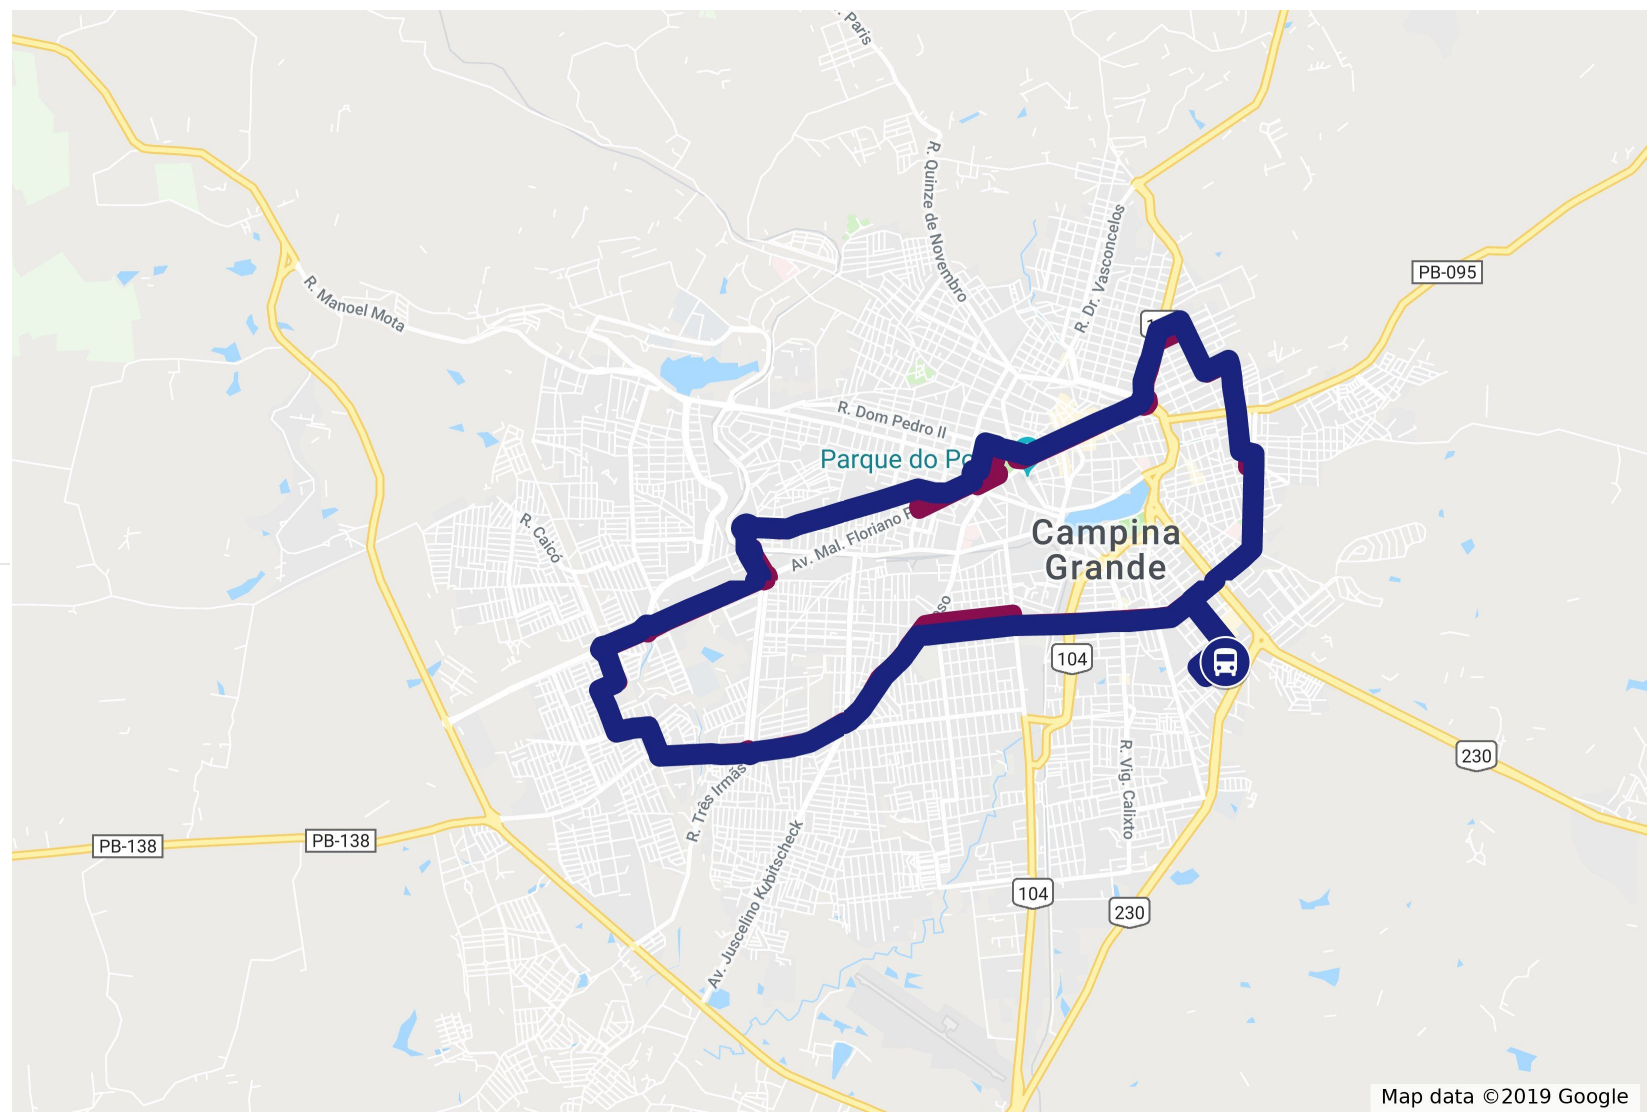 Paris
R. Quinze de Novembro
R. Dr. Vasconcelos
PB-095
R. Manoel Mota
R. Dom Pedro II
Parque do Po
R. Caicó
Av. Mal. Floriano
Campina
Grande
oso
104
230
R. Três Irmãs
R. Vig. Calixto
PB-138
PB-138
Av. Juscelino Kubitscheck
104
230
Map data ©2019 Google